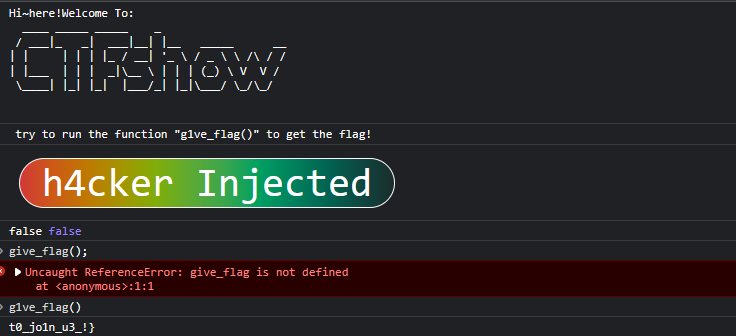 Hi~here!Welcome To:
CTFshow
try to run the function "g1ve_flag()" to get the flag!
h4cker Injected
false false
give_flag();
Uncaught ReferenceError: give_flag is not defined
at <anonymous>:1:1
g1ve_flag()
t0_jo1n_u3_!}